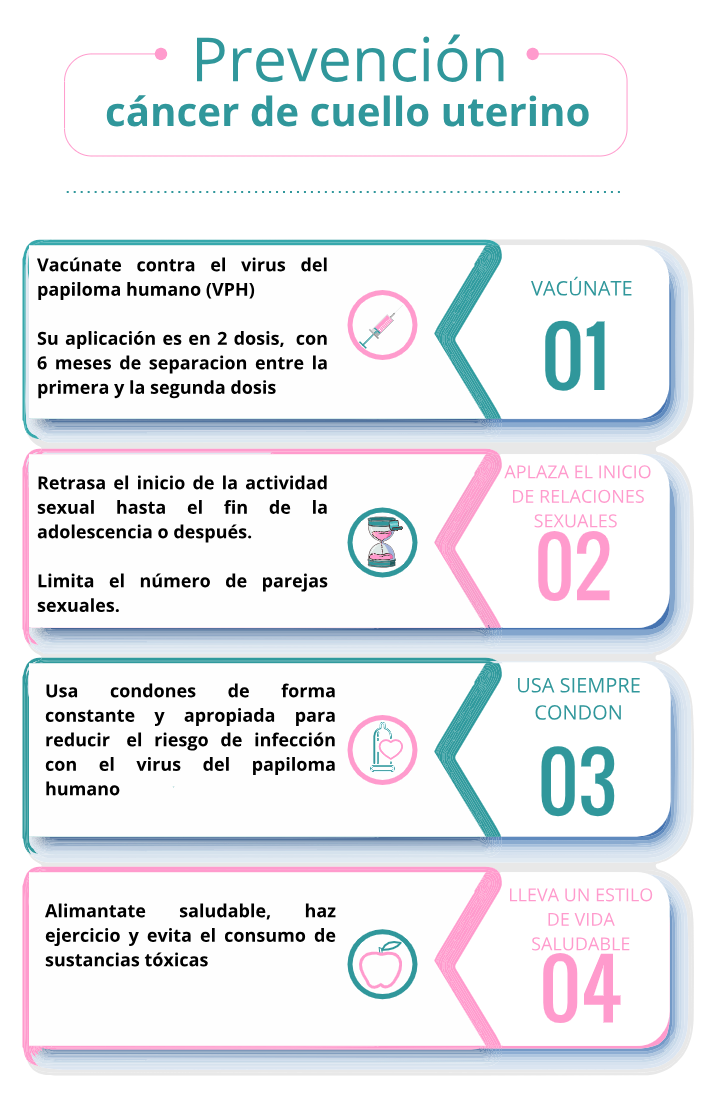 Prevención
cáncer de cuello uterino
Vacúnate contra el virus del
papiloma humano (VPH)
Su aplicación es en 2 dosis, con
6 meses de separacion entre la
primera y la segunda dosis
VACÚNATE
01
Retrasa el inicio de la actividad
sexual hasta el fin de la
adolescencia o después.
Limita el número de parejas
sexuales.
APLAZA EL INICIO
DE RELACIONES
SEXUALES
02
Usa condones de forma
constante y apropiada para
reducir el riesgo de infección
con el virus del papiloma
humano
USA SIEMPRE
CONDON
03
Alimantate saludable, haz
ejercicio y evita el consumo de
sustancias tóxicas
LLEVA UN ESTILO
DE VIDA
SALUDABLE
04